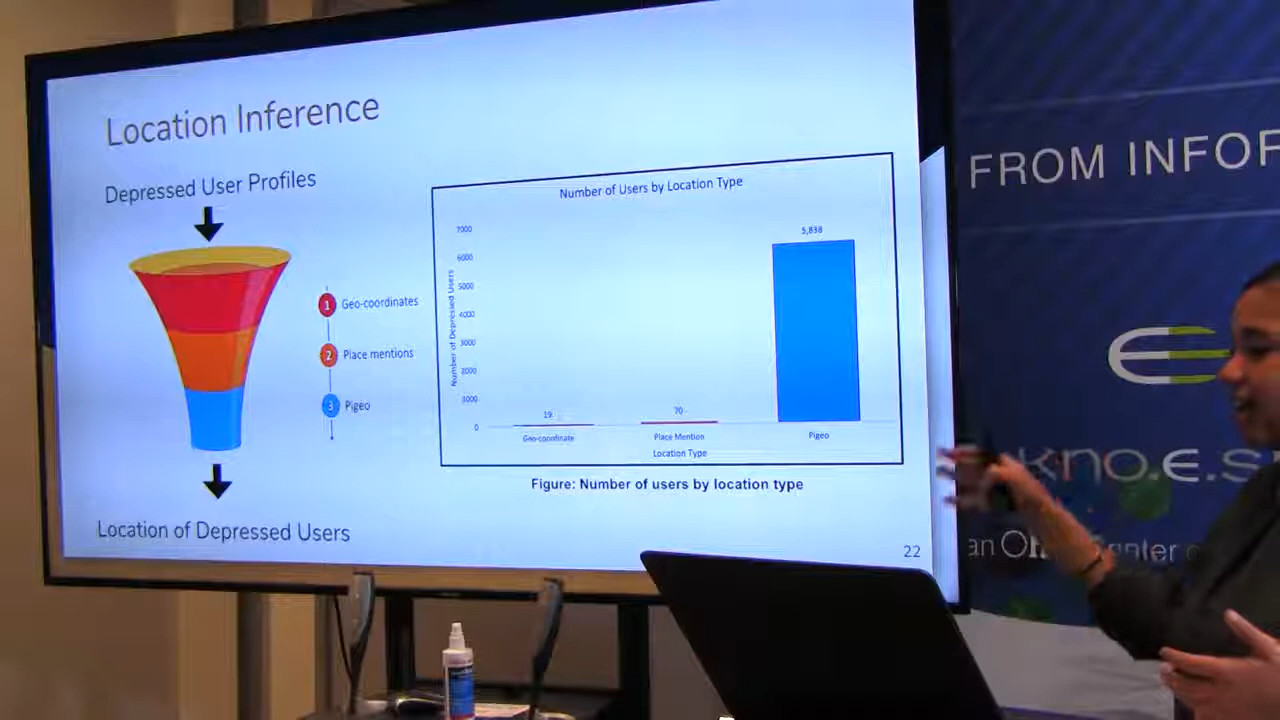 Location Inference
Depressed User Profiles
1 Geo-coordinates
2 Place mentions
3 Pigeo
Location of Depressed Users
Number of Users by Location Type
Number of Depressed Users
7000
6000
5000
4000
3000
2000
1000
0
19
70
5,838
Geo-coordinate
Place Mention
Pigeo
Location Type
Figure: Number of users by location type
22
FROM INFOR
kno.e.s
an Oh